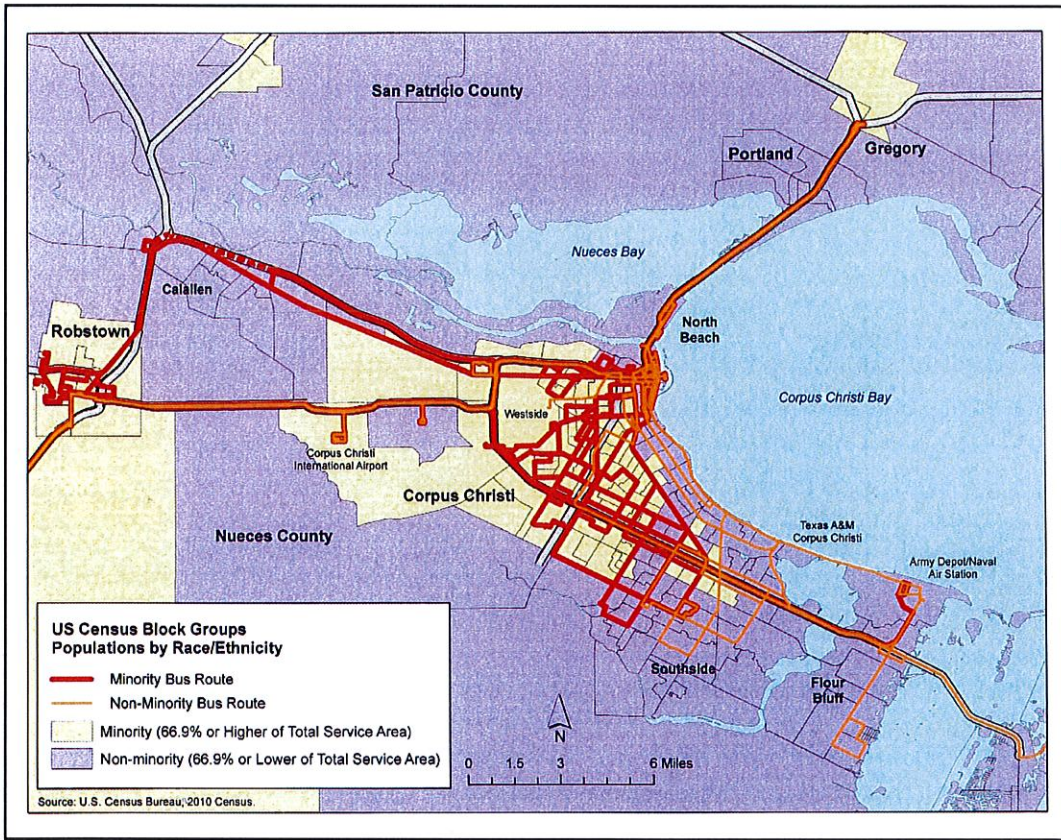 San Patricio County
Portland
Gregory
Nueces Bay
Calallen
Robstown
North
Beach
Corpus Christi Bay
Westside
Corpus Christi
International Airport
Corpus Christi
Nueces County
Texas A&M
Corpus Christi
Army Depot/Naval
Air Station
Southside
Flour
Bluff
US Census Block Groups
Populations by Race/Ethnicity
Minority Bus Route
Non-Minority Bus Route
Minority (66.9% or Higher of Total Service Area)
Non-minority (66.9% or Lower of Total Service Area)
N
0 1.5 3 6 Miles
Source: U.S. Census Bureau, 2010 Census.